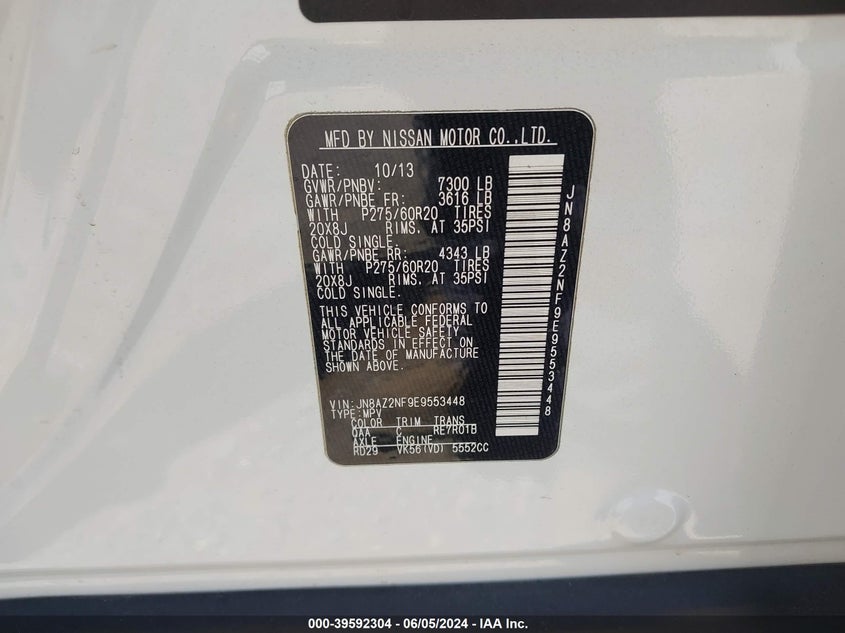 MFD BY NISSAN MOTOR CO.,LTD.
DATE: 10/13
GVWR/PNBV: 7300 LB
GAWR/PNBE FR: 3616 LB
WITH P275/60R20 TIRES
20X8J RIMS. AT 35PSI
COLD SINGLE.
GAWR/PNBE RR: 4343 LB
WITH P275/60R20 TIRES
20X8J RIMS. AT 35PSI
COLD SINGLE.
THIS VEHICLE CONFORMS TO
ALL APPLICABLE FEDERAL
MOTOR VEHICLE SAFETY
STANDARDS IN EFFECT ON
THE DATE OF MANUFACTURE
SHOWN ABOVE.
VIN:JN8AZ2NF9E9553448
TYPE:MPV
COLOR TRIM TRANS
QAA C RE7R01B
AXLE ENGINE
RD29 VK56(VD) 5552CC
JN8AZ2NF9E9553448
000-39592304 - 06/05/2024 - IAA Inc.